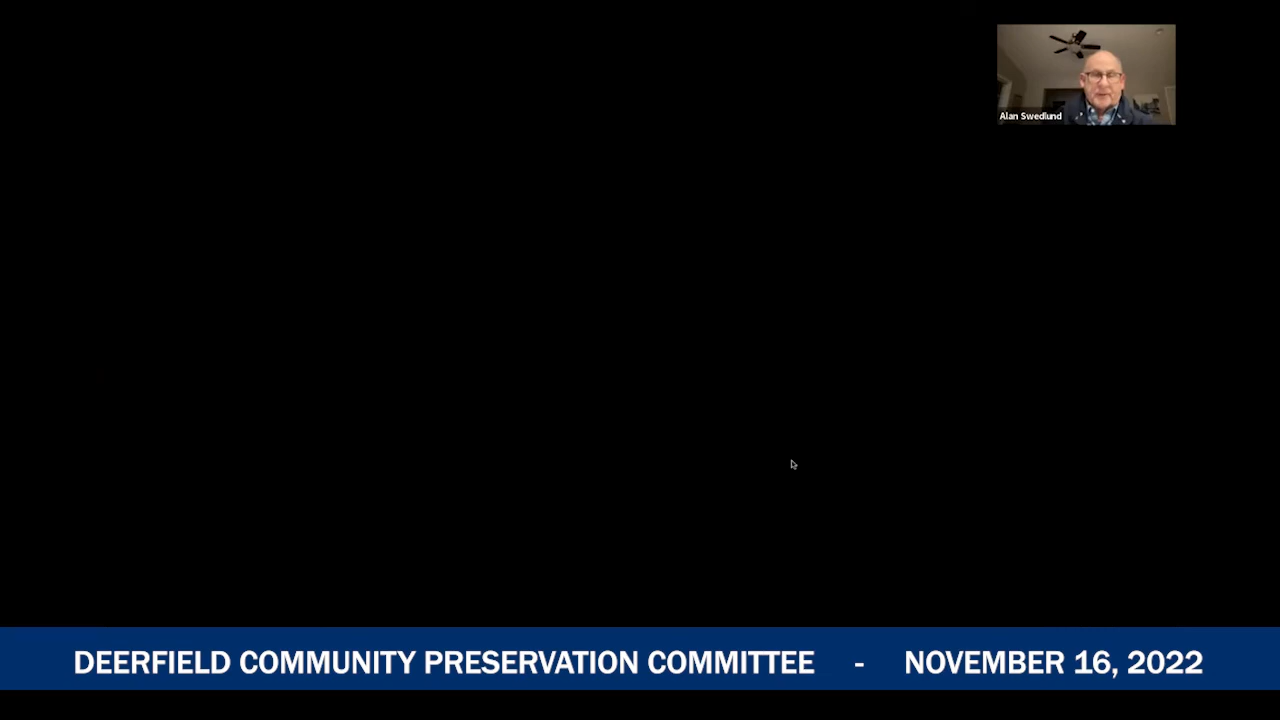 Alan Swedlund
DEERFIELD COMMUNITY PRESERVATION COMMITTEE - NOVEMBER 16, 2022